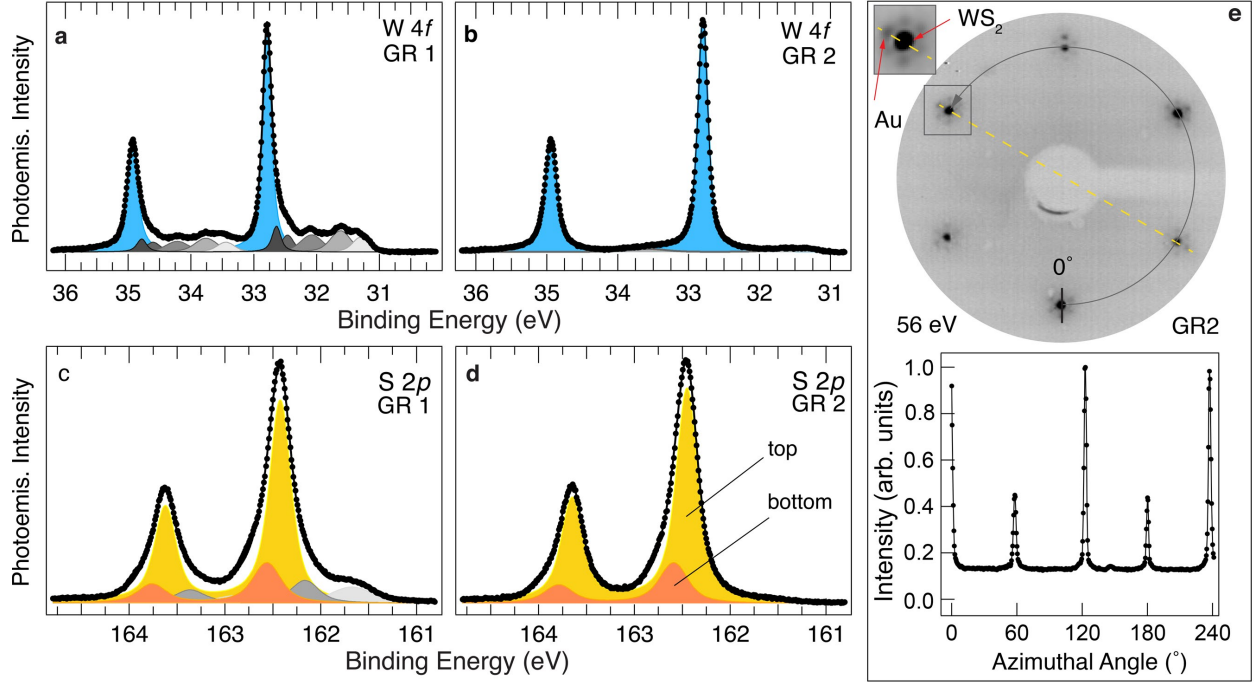 a
W 4f
GR 1
Photoemis. Intensity
36 35 34 33 32 31
b
W 4f
GR 2
36 35 34 33 32 31
Binding Energy (eV)
c
S 2p
GR 1
Photoemis. Intensity
164 163 162 161
d
S 2p
GR 2
top
bottom
164 163 162 161
Binding Energy (eV)
Binding Energy (eV)
e
WS2
Au
0°
56 eV
GR2
Intensity (arb. units)
1.0
0.8
0.6
0.4
0.2
0.0
0 60 120 180 240
Azimuthal Angle (°)